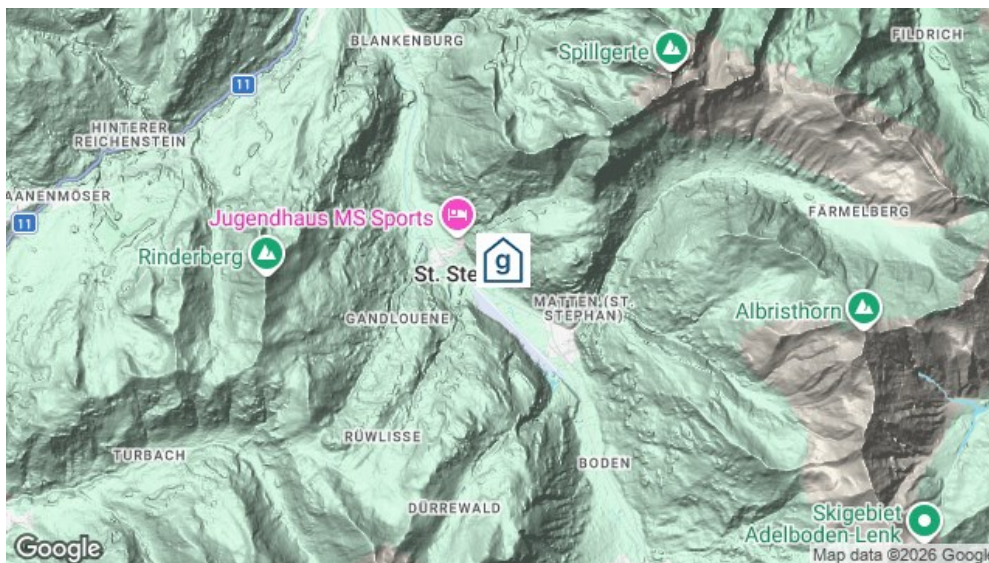 BLANKENBURG
FILDRICH
Spillgerte
11
HINTERER
REICHENSTEIN
AANENMÖSER
11
Jugendhaus MS Sports
FÄRMELBERG
Rinderberg
g
St. Ste
MATTEN (ST.
STEPHAN)
GANDLOUENE
Albristhorn
RÜWLISSE
TURBACH
BODEN
DÜRREWALD
Skigebiet
Adelboden-Lenk
Google
Map data ©2026 Google